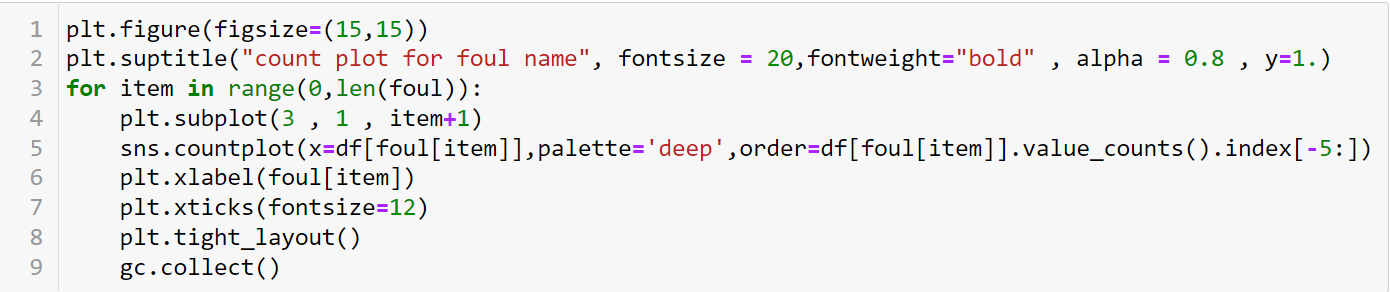 1 plt.figure(figsize=(15,15))
2 plt.suptitle("count plot for foul name", fontsize = 20,fontweight="bold" , alpha = 0.8 , y=1.)
3 for item in range(0,len(foul)):
4     plt.subplot(3 , 1 , item+1)
5     sns.countplot(x=df[foul[item]],palette='deep',order=df[foul[item]].value_counts().index[-5:])
6     plt.xlabel(foul[item])
7     plt.xticks(fontsize=12)
8     plt.tight_layout()
9     gc.collect()